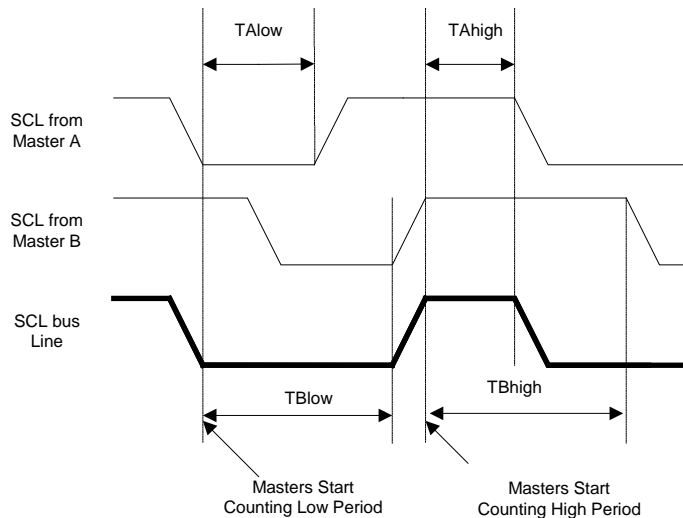 TAlow
TAhigh
SCL from
Master A
SCL from
Master B
SCL bus
Line
TBlow
TBhigh
Masters Start
Counting Low Period
Masters Start
Counting High Period